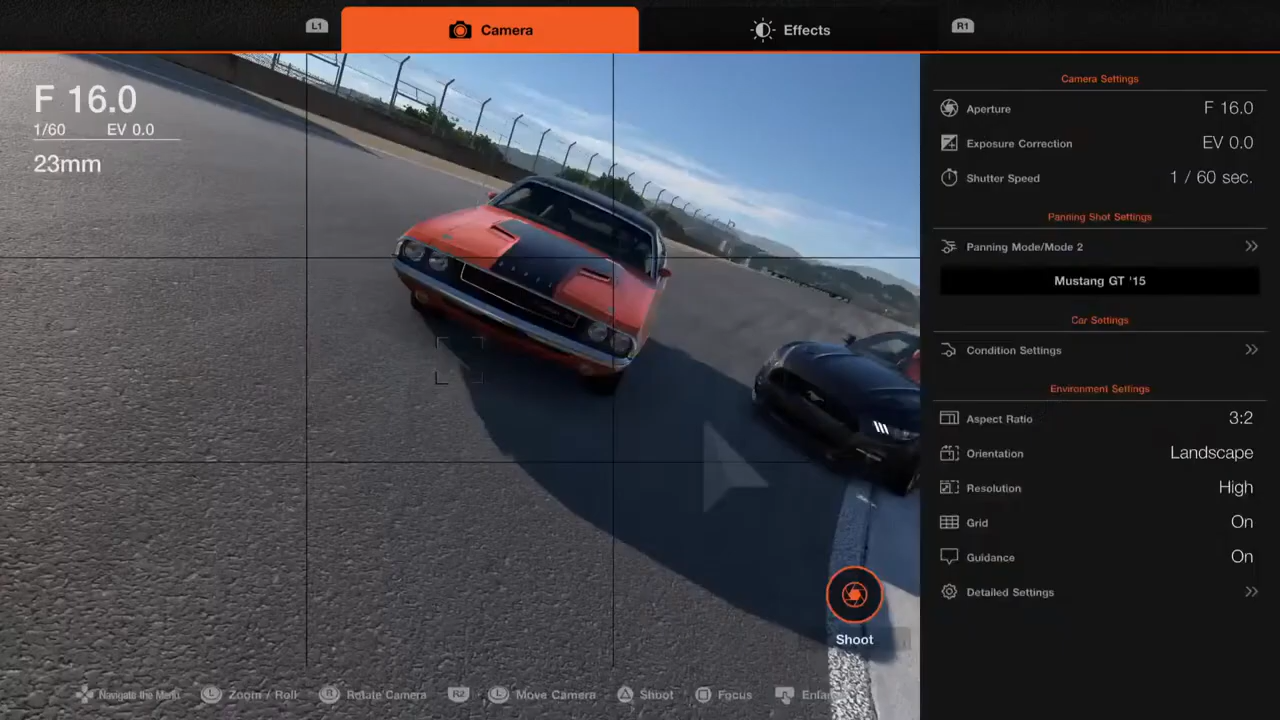 L1
Camera
Effects
R1
F 16.0
1/60 EV 0.0
23mm
Camera Settings
Aperture F 16.0
Exposure Correction EV 0.0
Shutter Speed 1 / 60 sec.
Panning Shot Settings
Panning Mode/Mode 2
Mustang GT '15
Car Settings
Condition Settings
Environment Settings
Aspect Ratio 3:2
Orientation Landscape
Resolution High
Grid On
Guidance On
Detailed Settings
Shoot
Navigate the Menu L Zoom / Roll R Rotate Camera R2 L Move Camera Shoot Focus